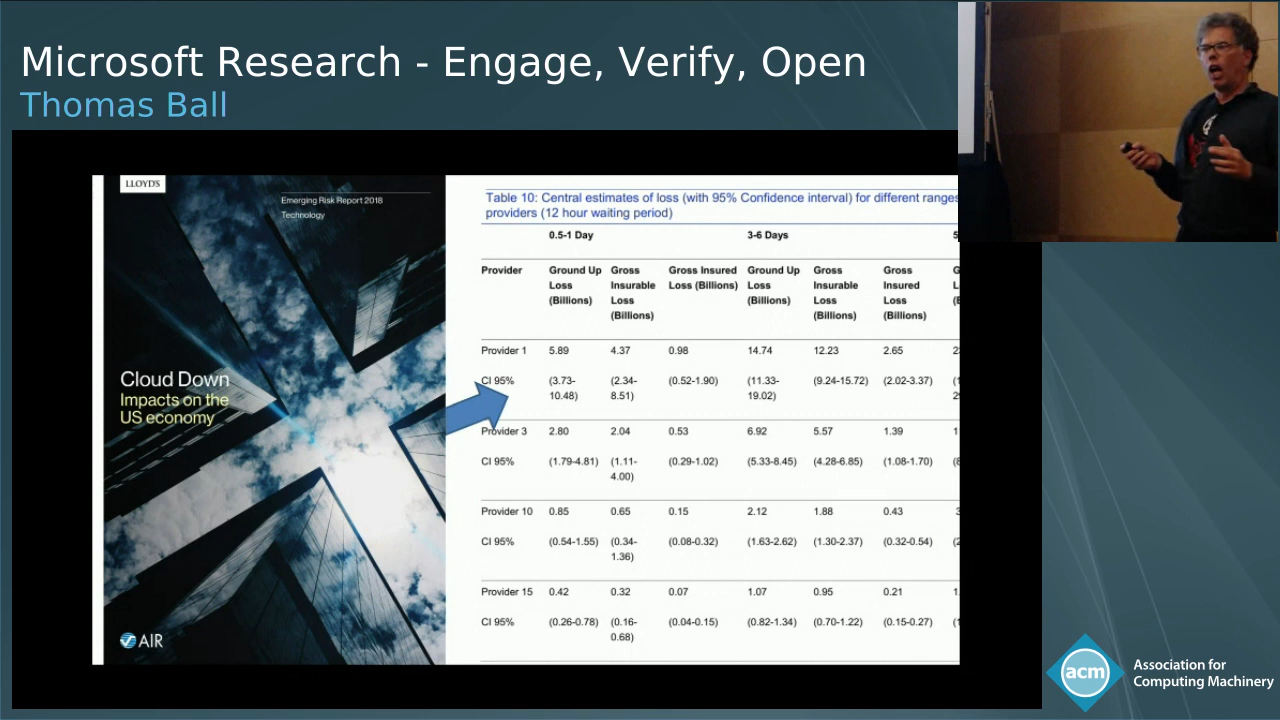 Microsoft Research - Engage, Verify, Open
Thomas Ball
LLOYD'S
Emerging Risk Report 2018
Technology
Cloud Down
Impacts on the
US economy
AIR
Table 10: Central estimates of loss (with 95% Confidence interval) for different ranges
providers (12 hour waiting period)
0.5-1 Day 3-6 Days 5
Provider Ground Up Gross Gross Insured Ground Up Gross Gross
Loss Insurable Loss (Billions) Loss Insurable Insured
(Billions) Loss (Billions) Loss Loss
(Billions) (Billions) (Billions)
Provider 1 5.89 4.37 0.98 14.74 12.23 2.65
CI 95% (3.73- (2.34- (0.52-1.90) (11.33- (9.24-15.72) (2.02-3.37)
10.48) 8.51) 19.02)
Provider 3 2.80 2.04 0.53 6.92 5.57 1.39
CI 95% (1.79-4.81) (1.11- (0.29-1.02) (5.33-8.45) (4.28-6.85) (1.08-1.70)
4.00)
Provider 10 0.85 0.65 0.15 2.12 1.88 0.43
CI 95% (0.54-1.55) (0.34- (0.08-0.32) (1.63-2.62) (1.30-2.37) (0.32-0.54)
1.36)
Provider 15 0.42 0.32 0.07 1.07 0.95 0.21
CI 95% (0.26-0.78) (0.16- (0.04-0.15) (0.82-1.34) (0.70-1.22) (0.15-0.27)
0.68)
acm
Association for
Computing Machinery